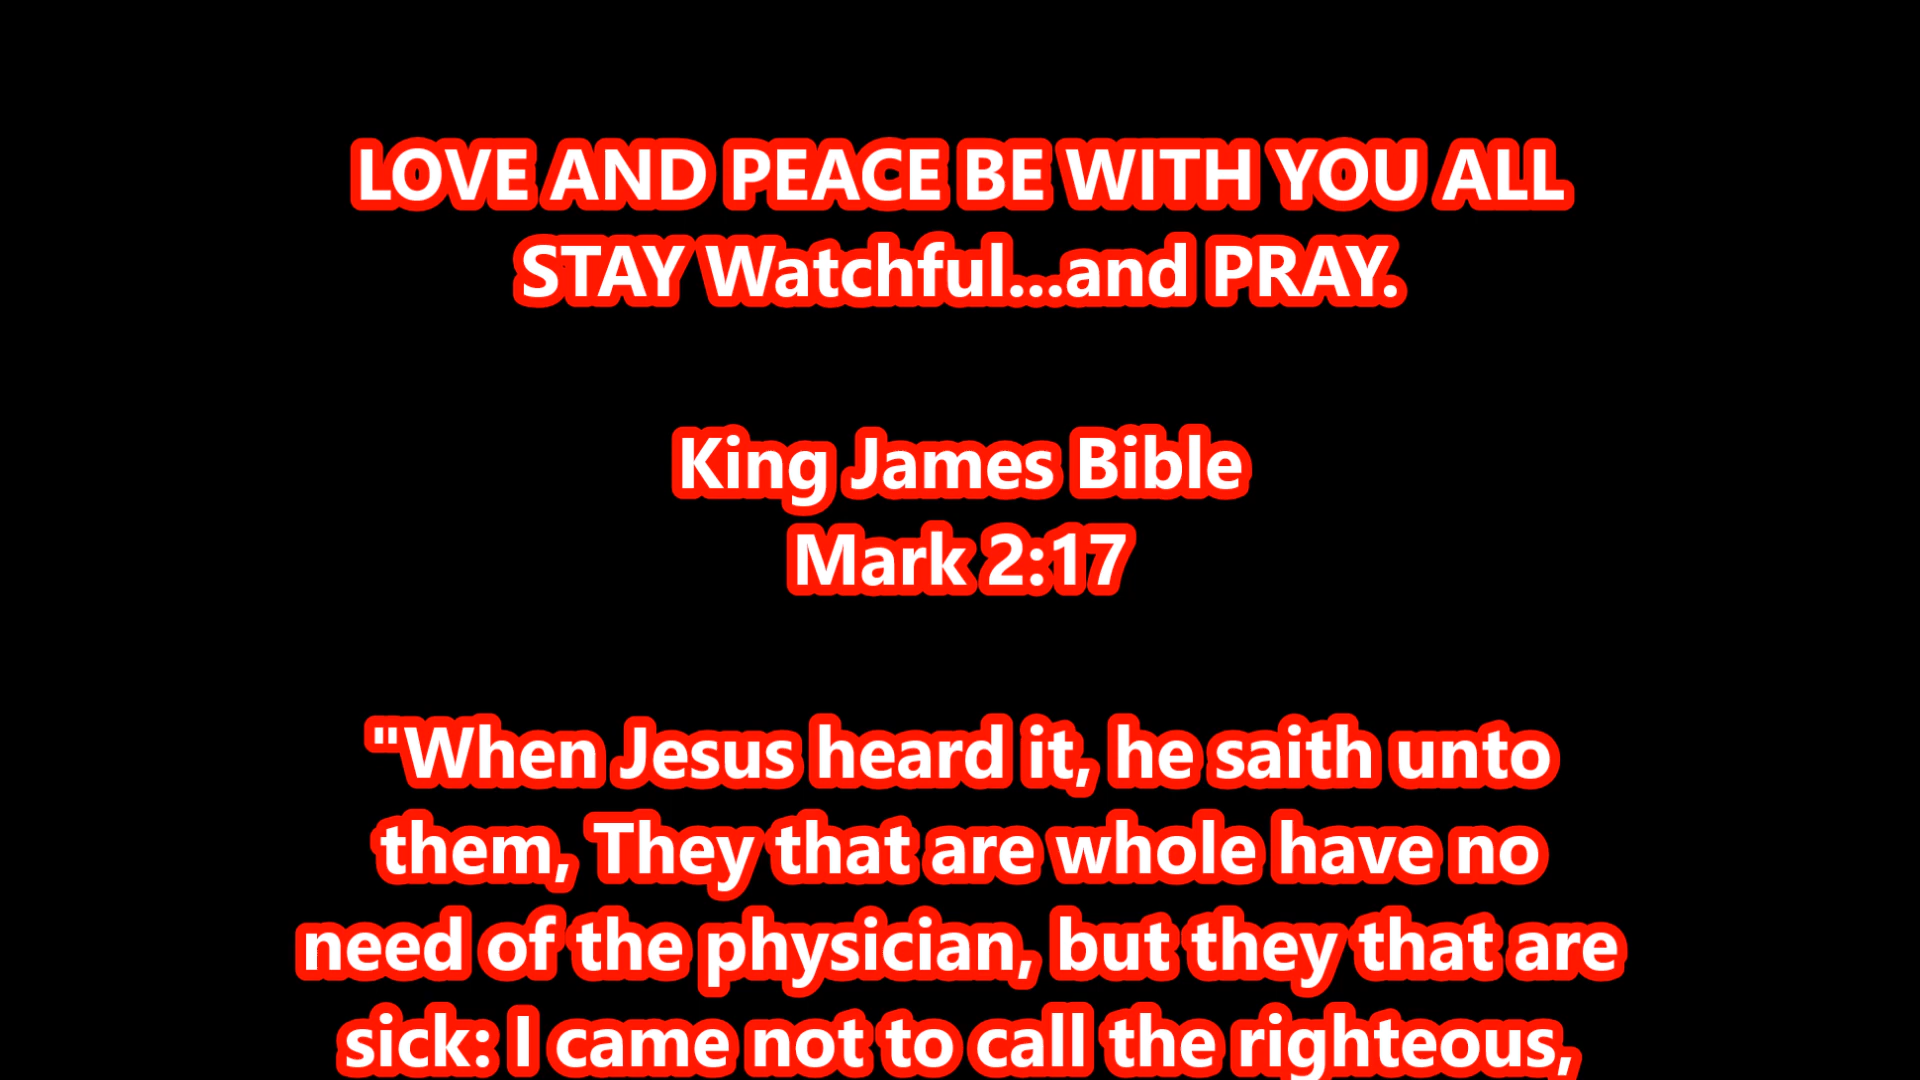 LOVE AND PEACE BE WITH YOU ALL
STAY Watchful...and PRAY.
King James Bible
Mark 2:17
"When Jesus heard it, he saith unto
them, They that are whole have no
need of the physician, but they that are
sick: I came not to call the righteous,